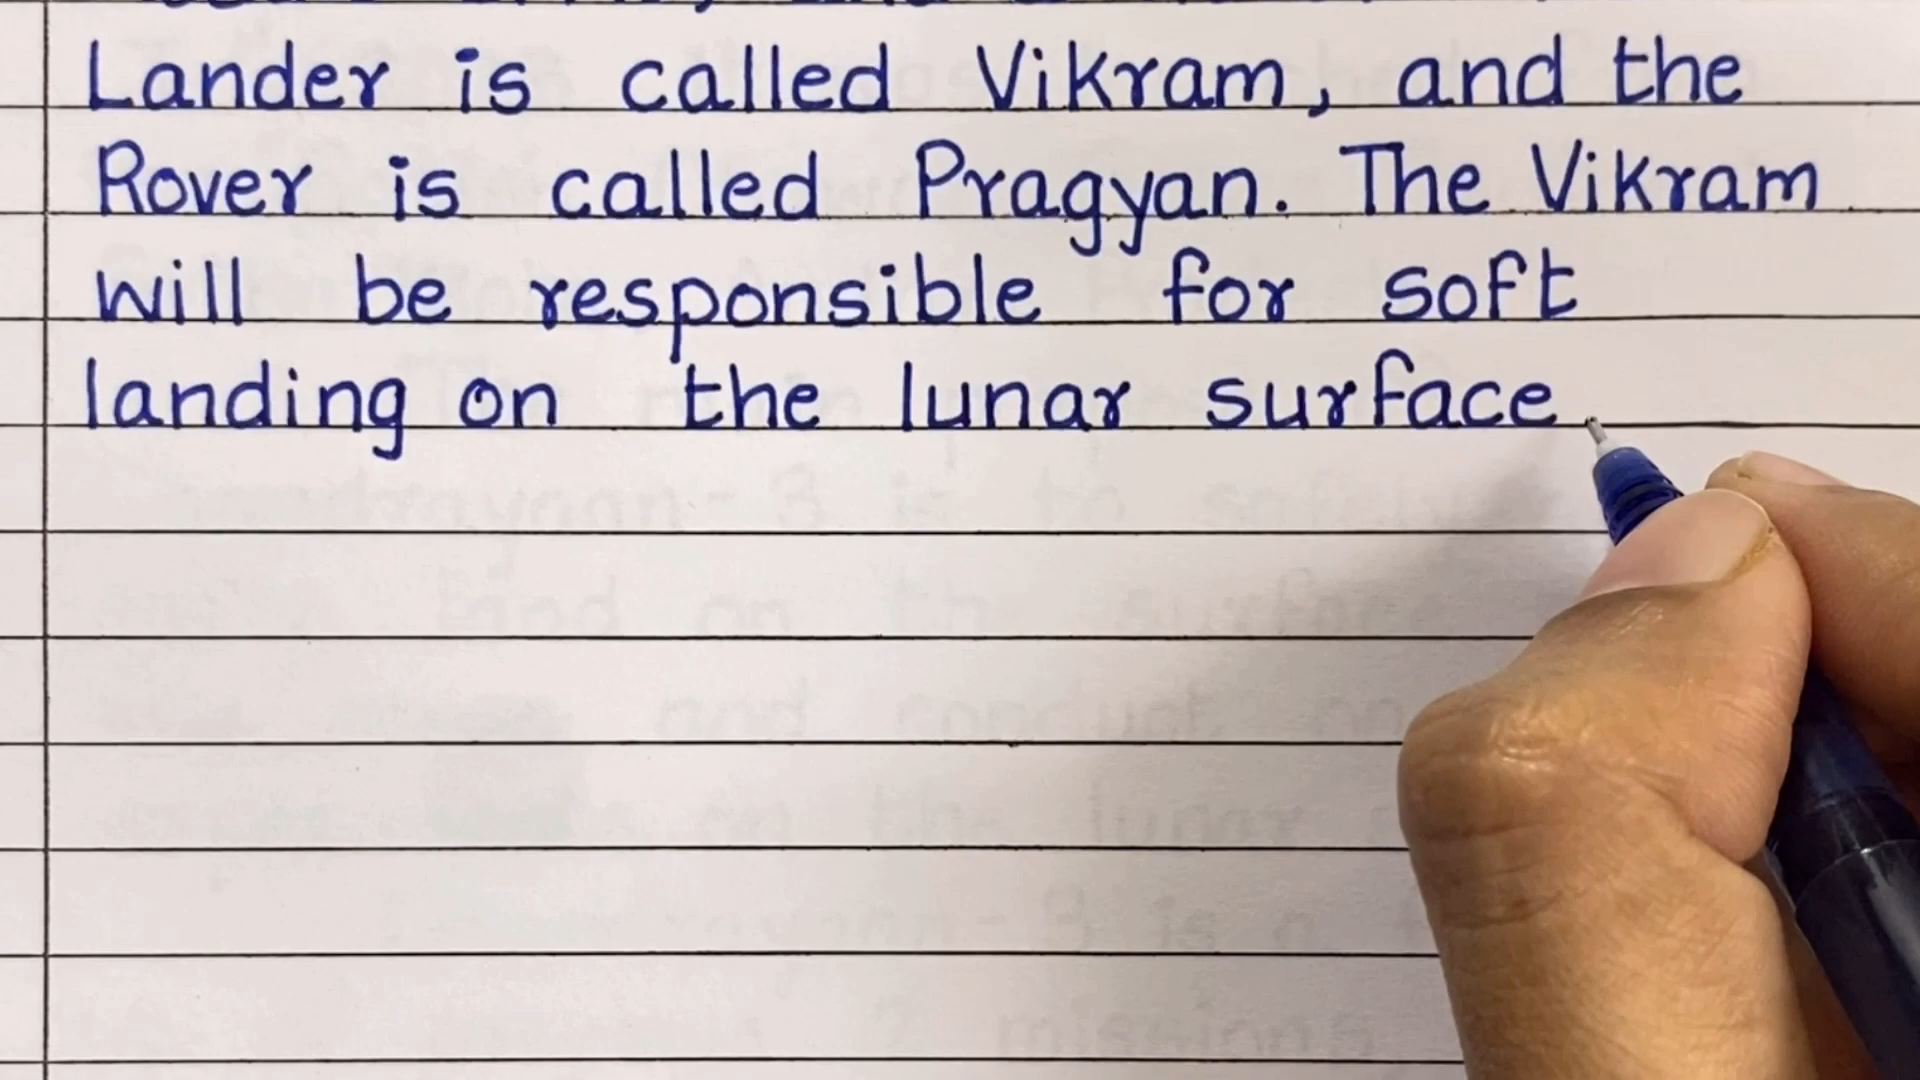 Lander is called Vikram, and the
Rover is called Pragyan. The Vikram
will be responsible for soft
landing on the lunar surface.